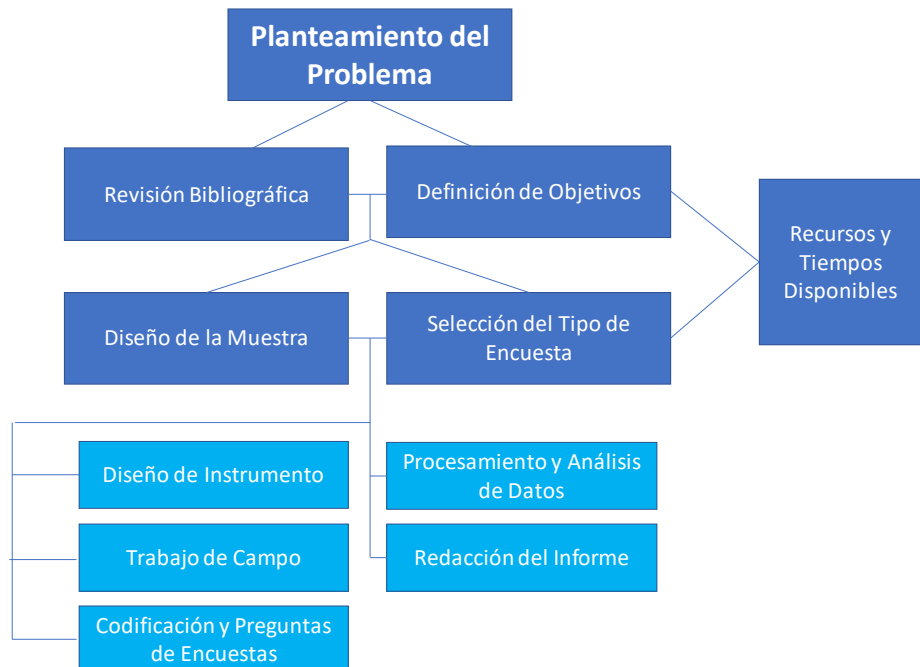 Planteamiento del
Problema
Revisión Bibliográfica
Definición de Objetivos
Recursos y
Tiempos
Disponibles
Diseño de la Muestra
Selección del Tipo de
Encuesta
Diseño de Instrumento
Procesamiento y Análisis
de Datos
Trabajo de Campo
Redacción del Informe
Codificación y Preguntas
de Encuestas